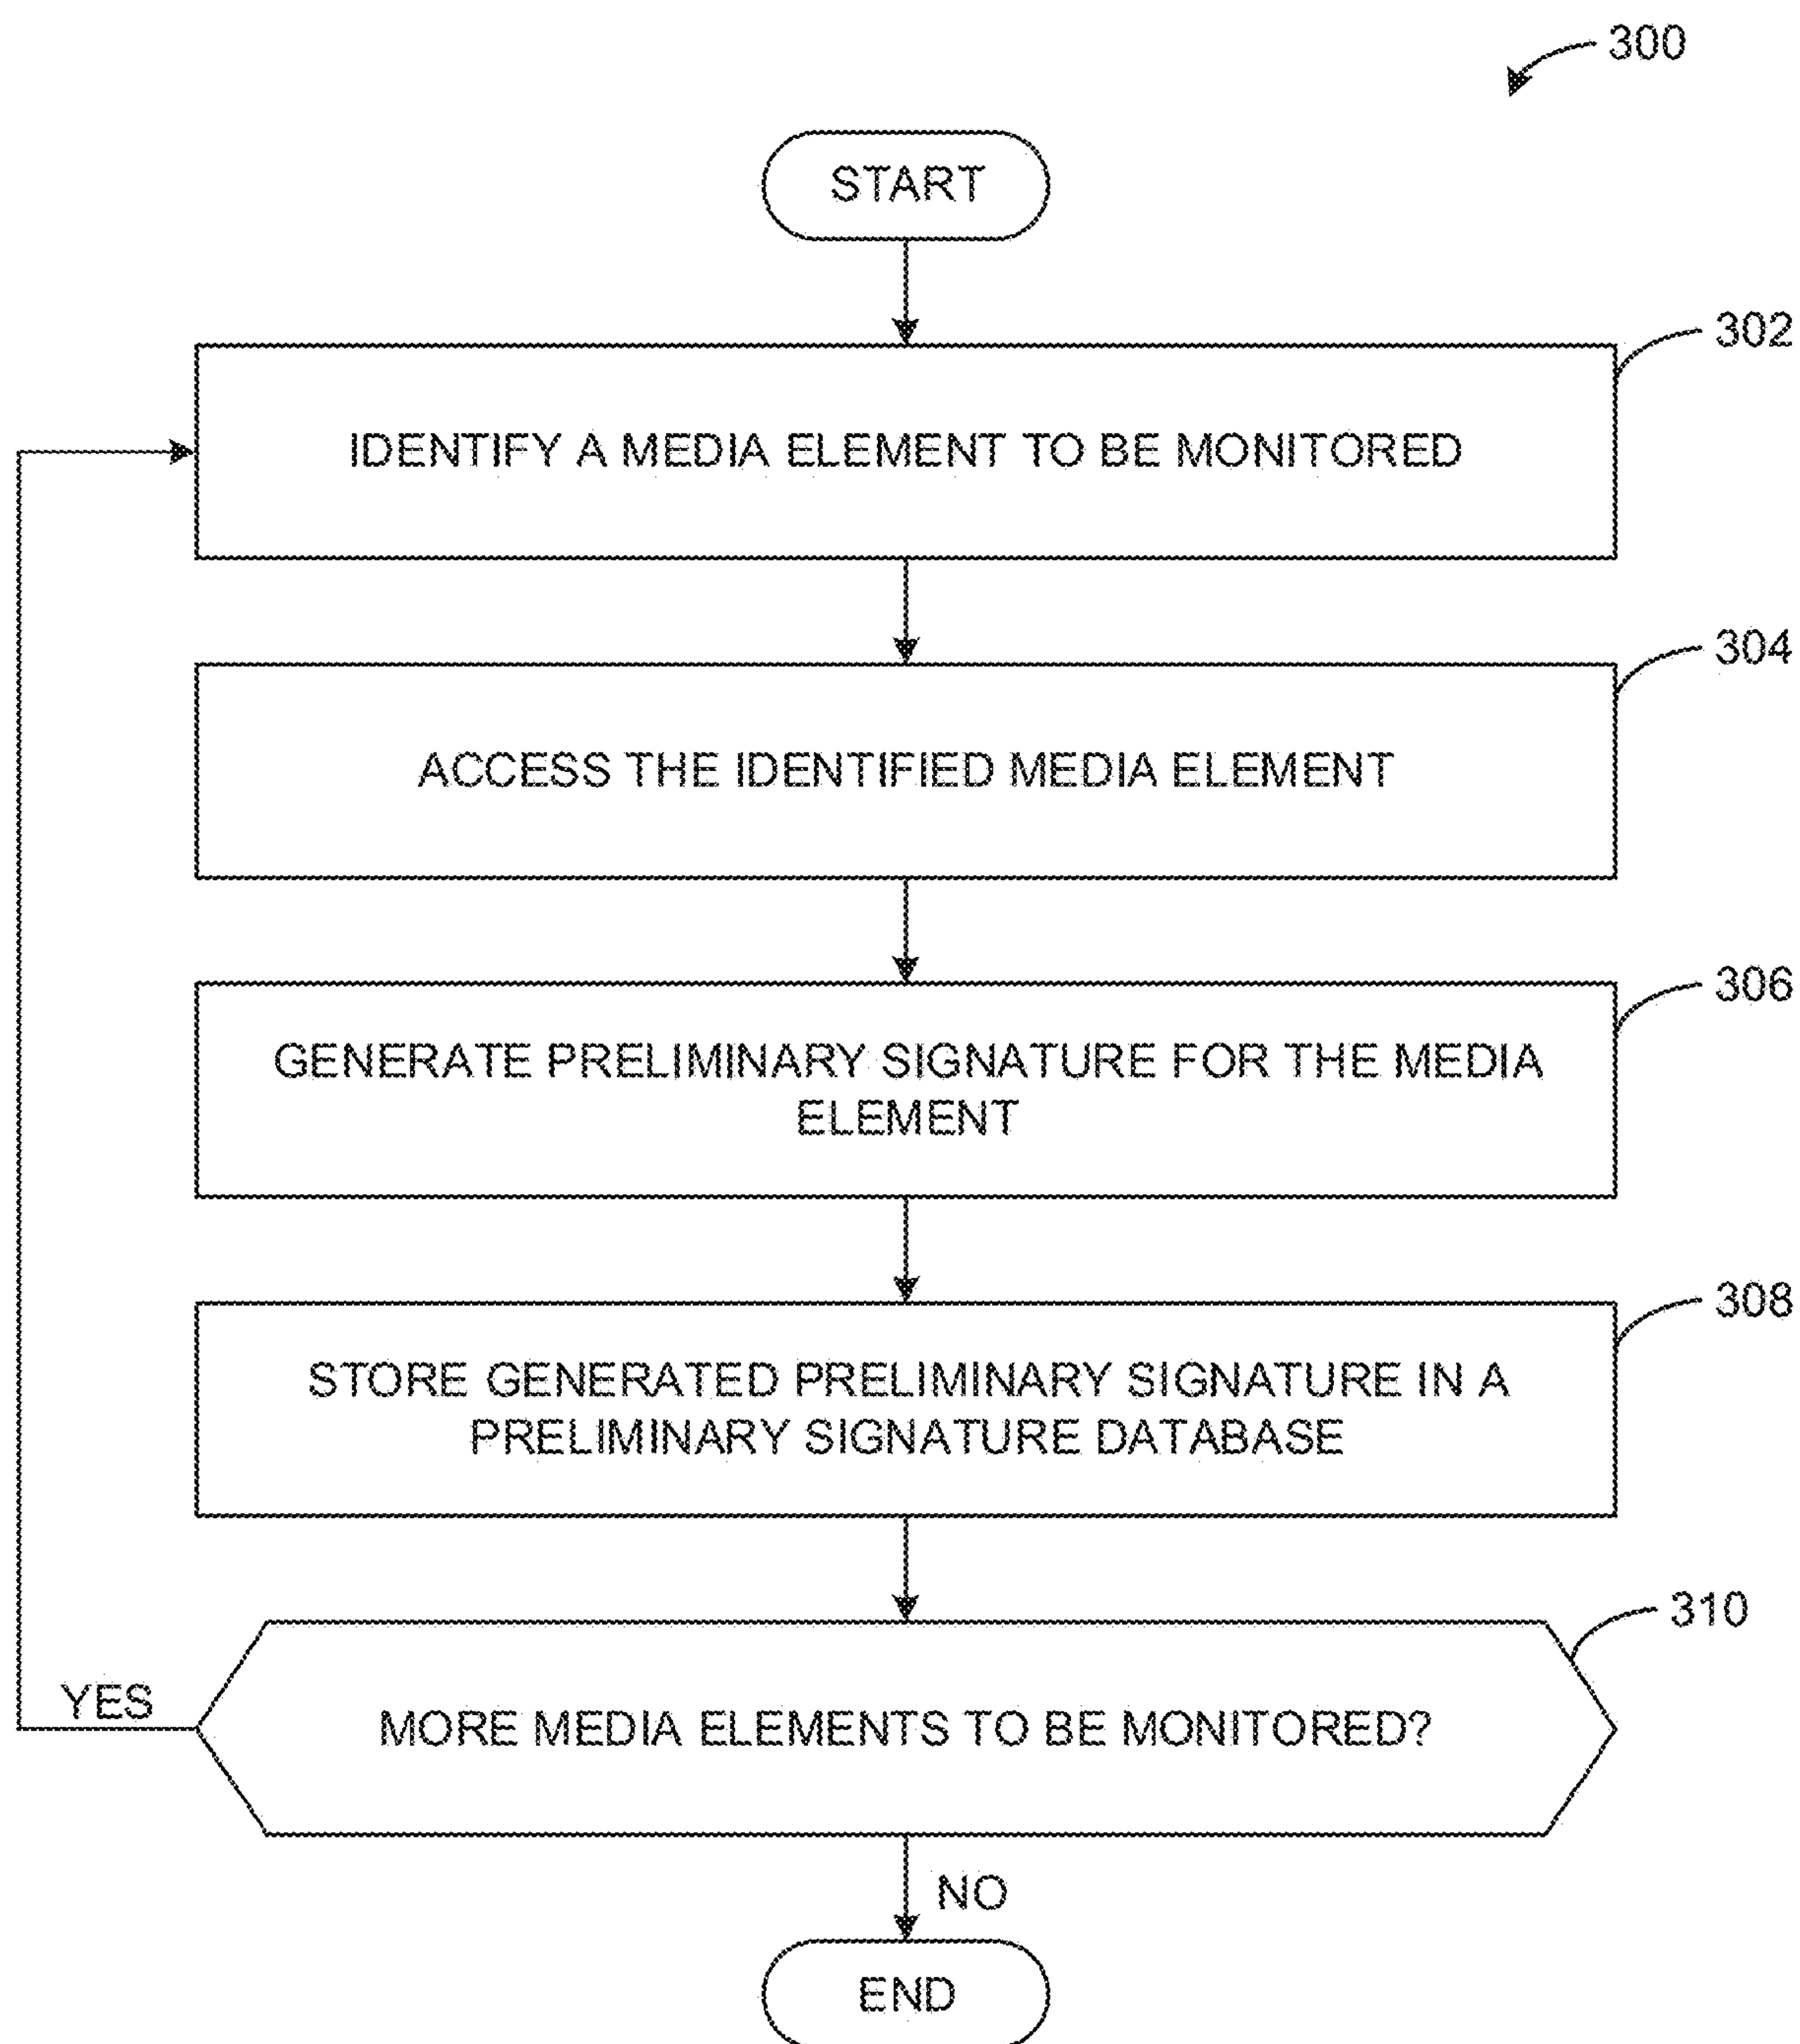 300
START
302
IDENTIFY A MEDIA ELEMENT TO BE MONITORED
304
ACCESS THE IDENTIFIED MEDIA ELEMENT
306
GENERATE PRELIMINARY SIGNATURE FOR THE MEDIA
ELEMENT
308
STORE GENERATED PRELIMINARY SIGNATURE IN A
PRELIMINARY SIGNATURE DATABASE
310
YES
MORE MEDIA ELEMENTS TO BE MONITORED?
NO
END